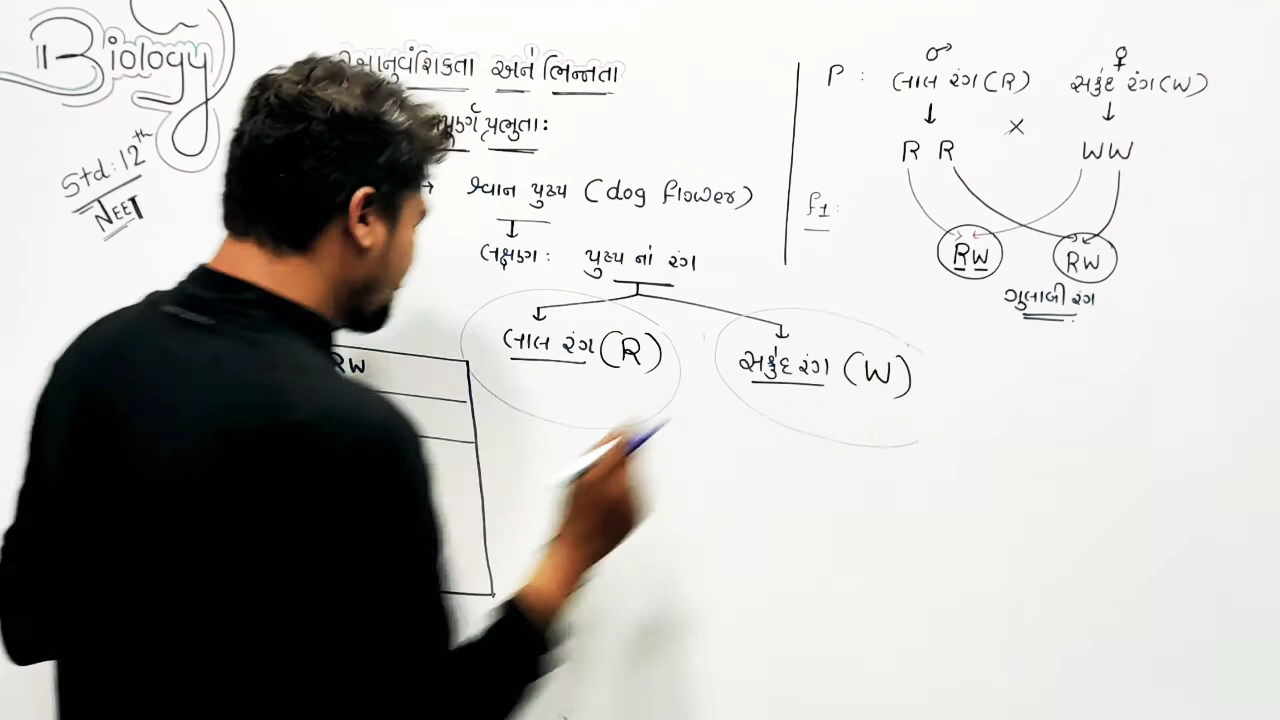 Biology
Std: 12th
NEET
આનુવંશિકતા અને ભિન્નતા
પ્રભુતા:
→ શ્વાન પુષ્પ (dog flower)
લક્ષણ: પુષ્પ નાં રંગ
લાલ રંગ (R)
સફેદ રંગ (W)
RW
P : લાલ રંગ (R) સફેદ રંગ (W)
♂ ♀
R R × WW
f1:
RW RW
ગુલાબી રંગ